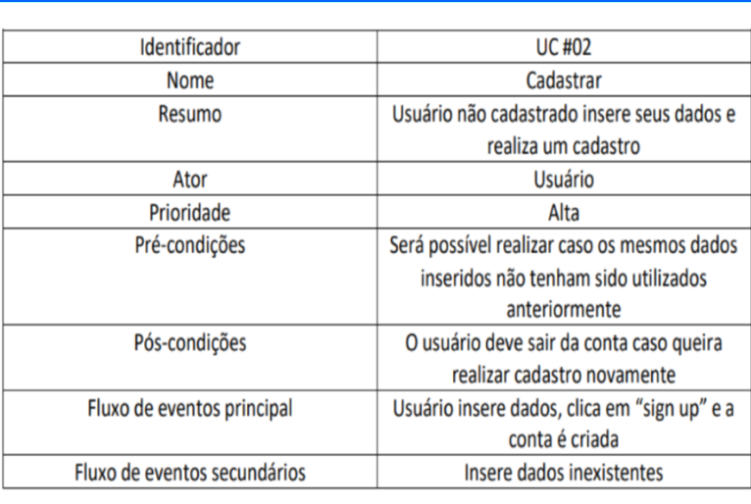 Identificador UC #02
Nome Cadastrar
Resumo Usuário não cadastrado insere seus dados e
realiza um cadastro
Ator Usuário
Prioridade Alta
Pré-condições Será possível realizar caso os mesmos dados
inseridos não tenham sido utilizados
anteriormente
Pós-condições O usuário deve sair da conta caso queira
realizar cadastro novamente
Fluxo de eventos principal Usuário insere dados, clica em “sign up” e a
conta é criada
Fluxo de eventos secundários Insere dados inexistentes